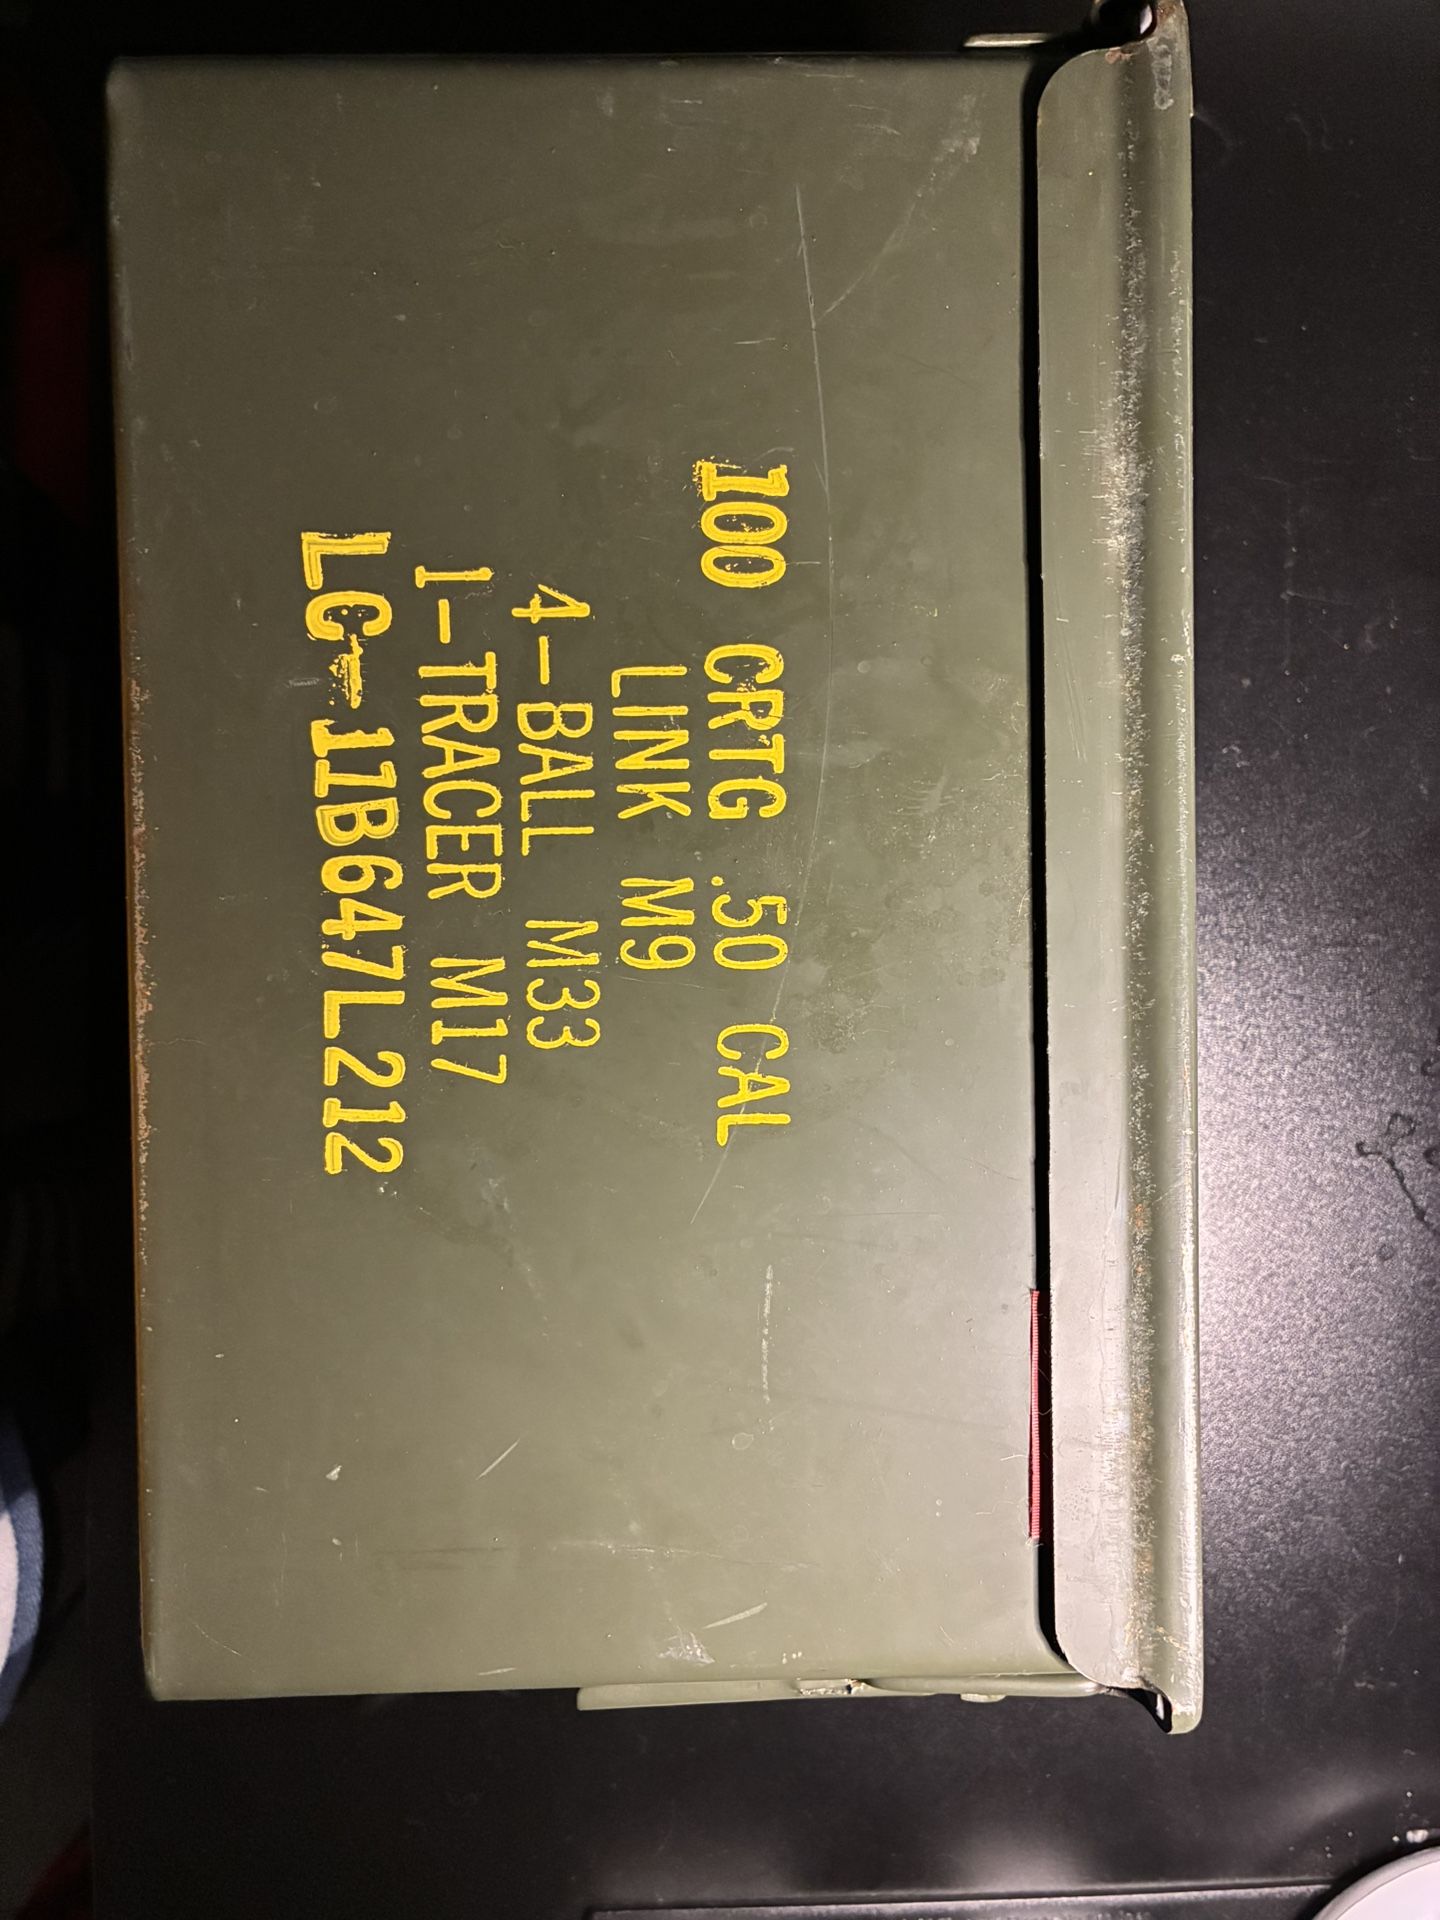 100 CRTG .50 CAL
LINK M9
4-BALL M33
1-TRACER M17
LC-11B647L212